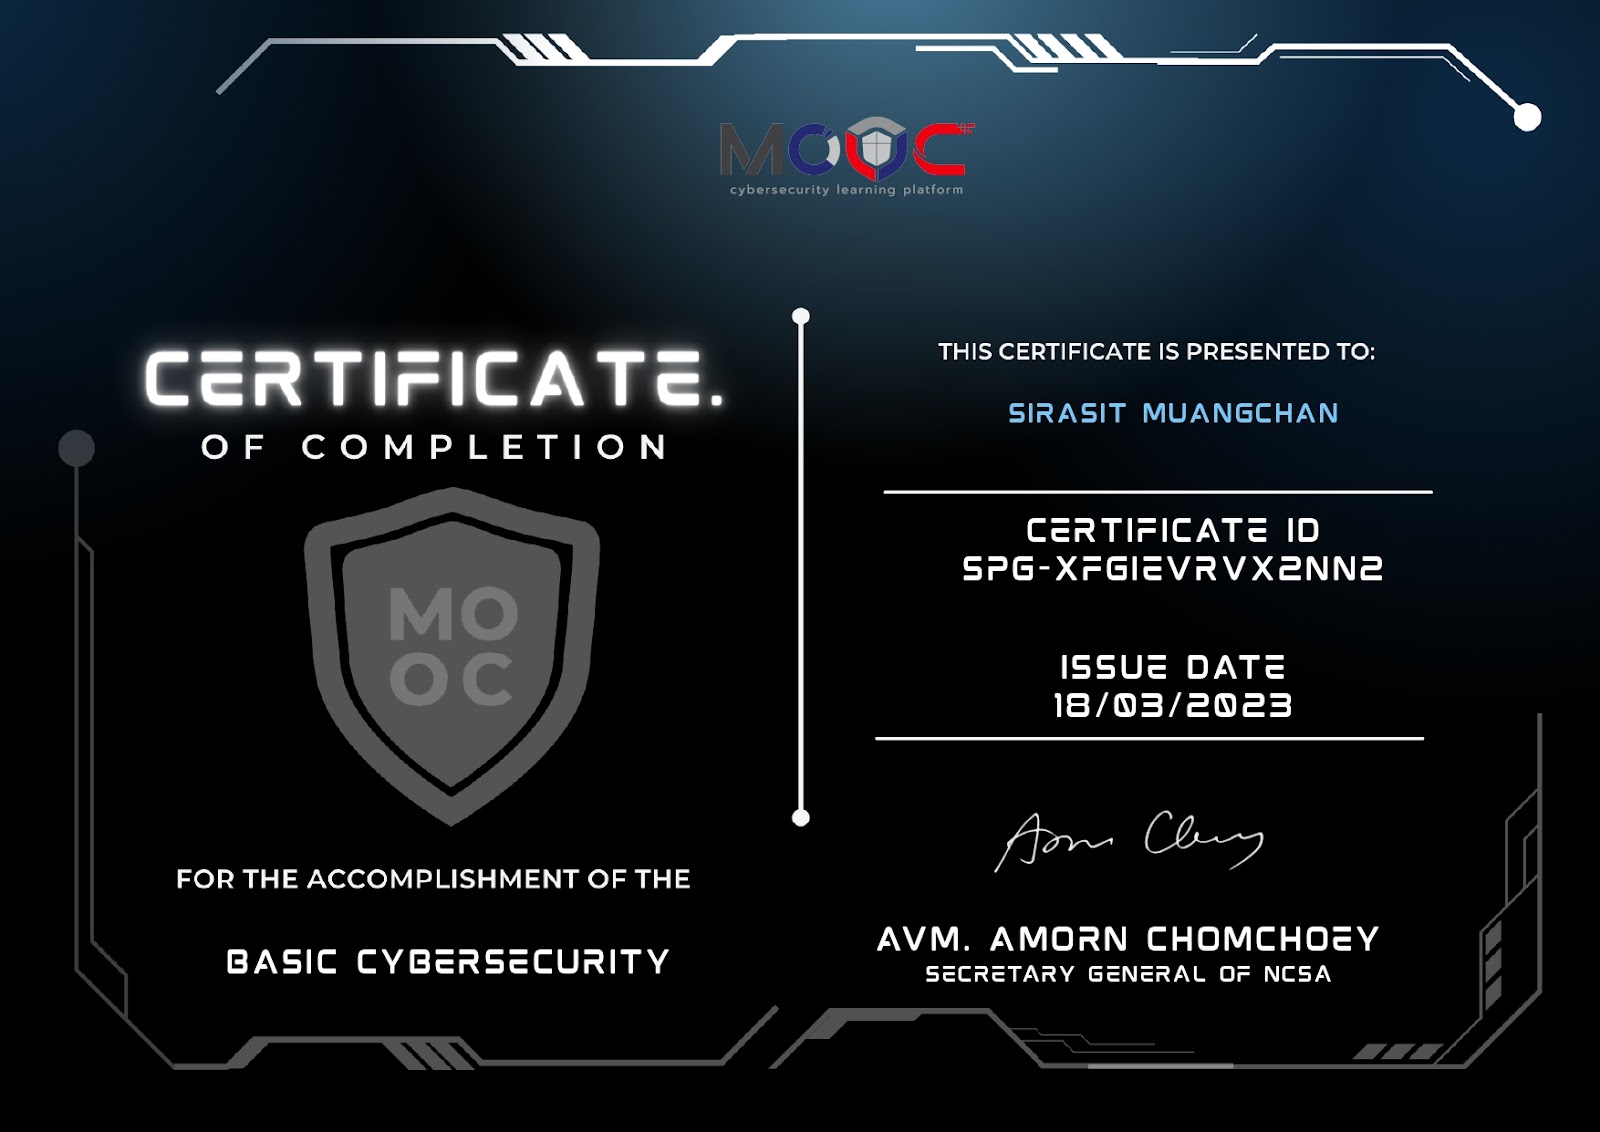 MOOC
cybersecurity learning platform
CERTIFICATE.
OF COMPLETION
MO
OC
FOR THE ACCOMPLISHMENT OF THE
BASIC CYBERSECURITY
THIS CERTIFICATE IS PRESENTED TO:
SIRASIT MUANGCHAN
CERTIFICATE ID
SPG-XFGIEVRVX2NN2
ISSUE DATE
18/03/2023
AVM. AMORN CHOMCHOEY
SECRETARY GENERAL OF NCSA